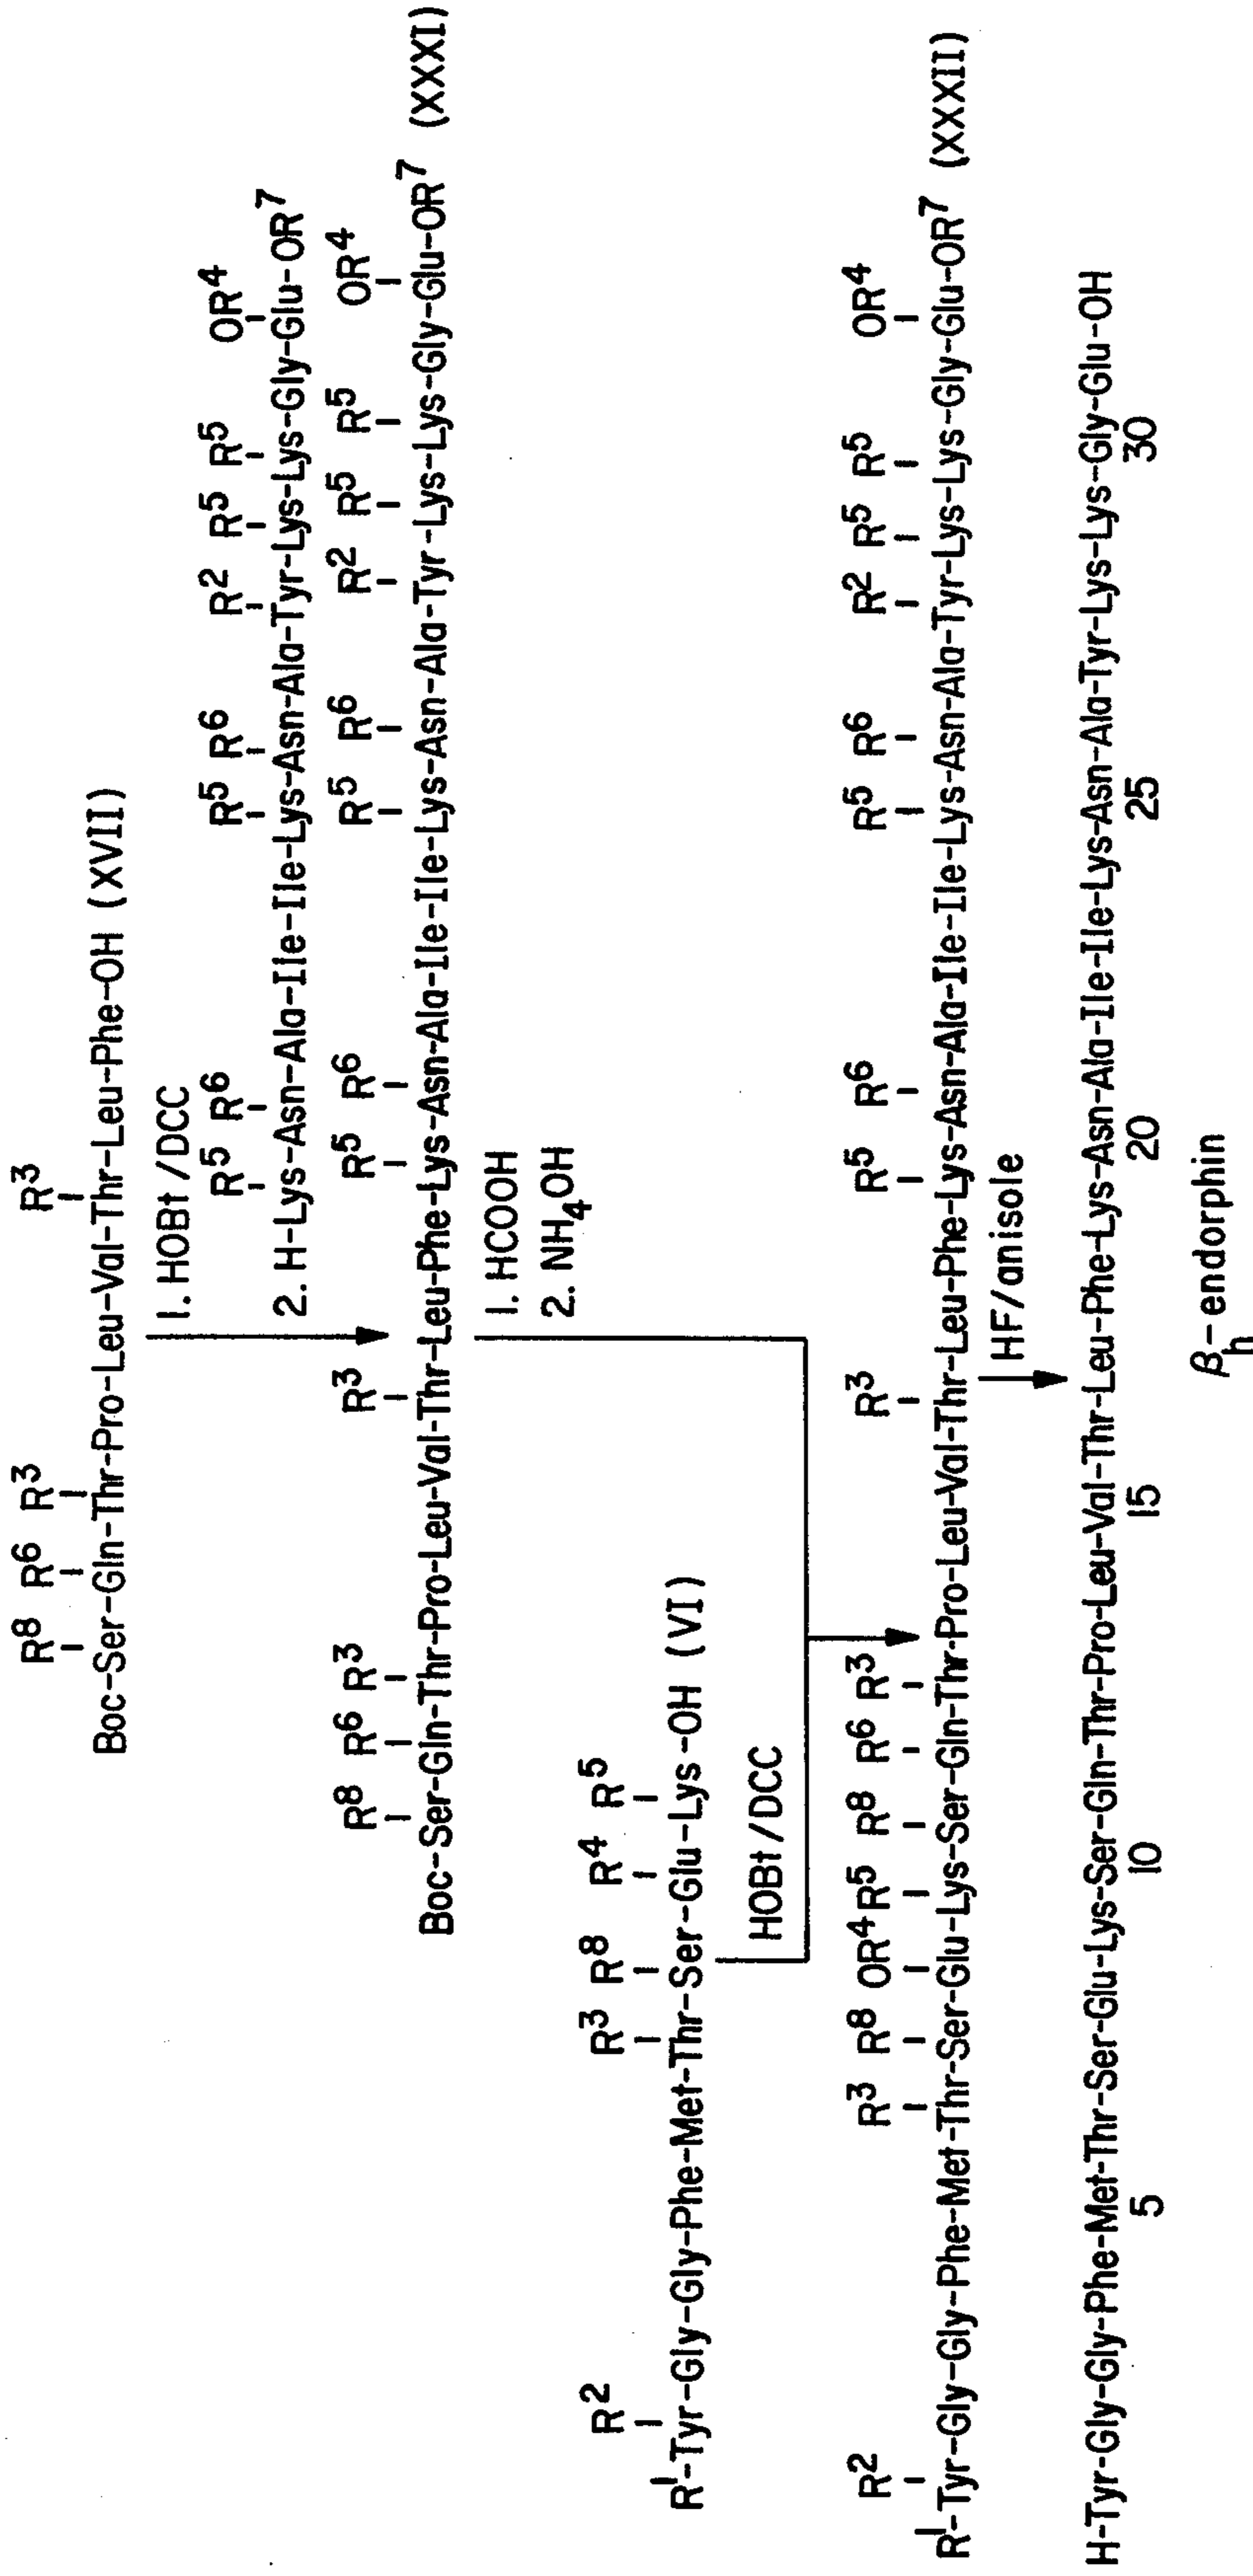 R⁸ R⁶ R³ R³
Boc-Ser-Gln-Thr-Pro-Leu-Val-Thr-Leu-Phe-OH (XVII)
1. HOBt/DCC
R⁵ R⁶ R⁵ R⁶ R² R⁵ R⁵ OR⁴
2. H-Lys-Asn-Ala-Ile-Ile-Lys-Asn-Ala-Tyr-Lys-Lys-Gly-Glu-OR⁷
R⁸ R⁶ R³ R³ R⁵ R⁶ R⁵ R⁶ R² R⁵ R⁵ OR⁴
Boc-Ser-Gln-Thr-Pro-Leu-Val-Thr-Leu-Phe-Lys-Asn-Ala-Ile-Ile-Lys-Asn-Ala-Tyr-Lys-Lys-Gly-Glu-OR⁷ (XXXI)
1. HCOOH
2. NH₄OH
R² R³ R⁸ R⁴ R⁵
R¹-Tyr-Gly-Gly-Phe-Met-Thr-Ser-Glu-Lys-OH (VI)
HOBt/DCC
R² R³ R⁸ OR⁴ R⁵ R⁸ R⁶ R³ R³ R⁵ R⁶ R⁵ R⁶ R² R⁵ R⁵ OR⁴
R¹-Tyr-Gly-Gly-Phe-Met-Thr-Ser-Glu-Lys-Ser-Gln-Thr-Pro-Leu-Val-Thr-Leu-Phe-Lys-Asn-Ala-Ile-Ile-Lys-Asn-Ala-Tyr-Lys-Lys-Gly-Glu-OR⁷ (XXXII)
HF/anisole
H-Tyr-Gly-Gly-Phe-Met-Thr-Ser-Glu-Lys-Ser-Gln-Thr-Pro-Leu-Val-Thr-Leu-Phe-Lys-Asn-Ala-Ile-Ile-Lys-Asn-Ala-Tyr-Lys-Lys-Gly-Glu-OH
5 10 15 20 25 30
βₕ-endorphin